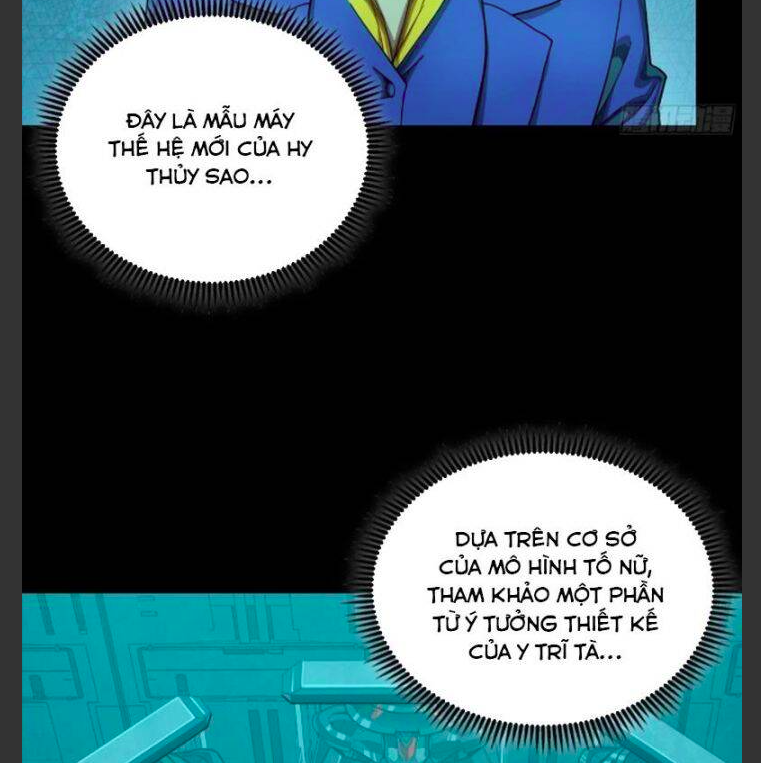 ĐÂY LÀ MẪU MÁY
THẾ HỆ MỚI CỦA HY
THỦY SAO...
DỰA TRÊN CƠ SỞ
CỦA MÔ HÌNH TỐ NỮ,
THAM KHẢO MỘT PHẦN
TỪ Ý TƯỞNG THIẾT KẾ
CỦA Y TRĨ TÀ...